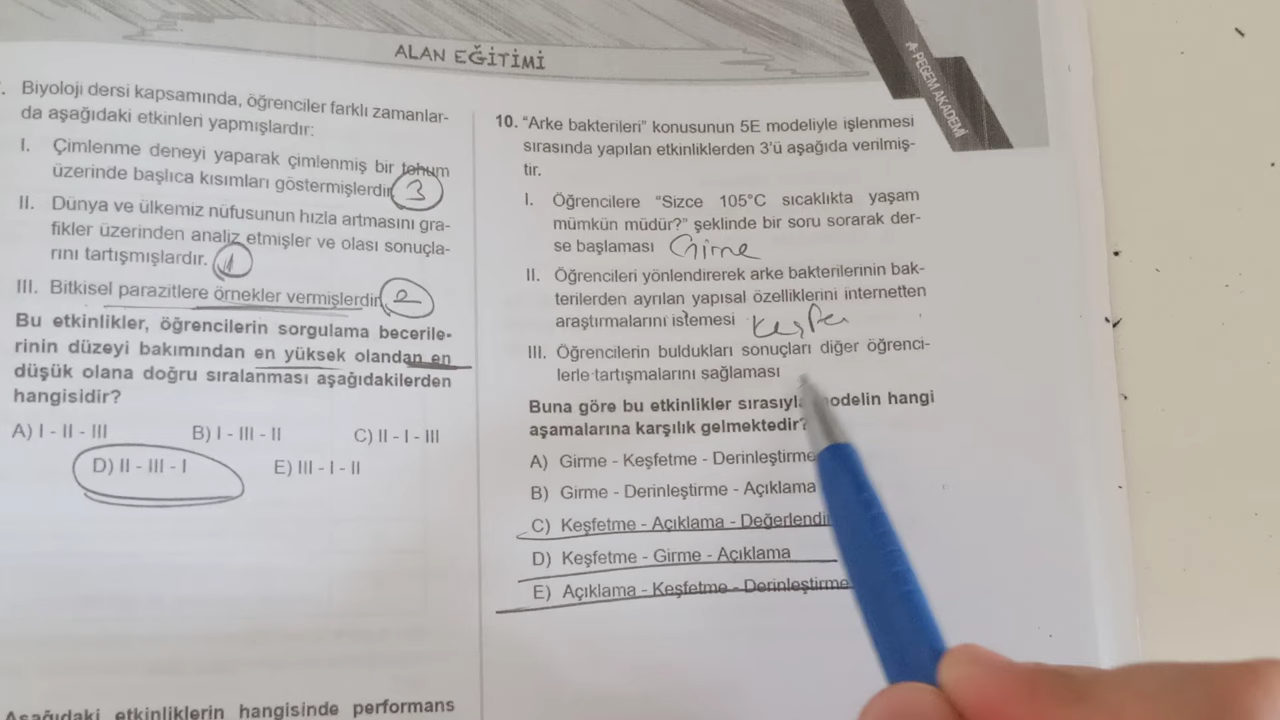 ALAN EĞİTİMİ
PEGEM AKADEMİ
Biyoloji dersi kapsamında, öğrenciler farklı zamanlar-
da aşağıdaki etkinlen yapmışlardır:
I. Çimlenme deneyi yaparak çimlenmiş bir tohum
üzerinde başlıca kısımları göstermişlerdir
3
II. Dünya ve ülkemiz nüfusunun hızla artmasını gra-
fikler üzerinden analiz etmişler ve olası sonuçla-
rını tartışmışlardır.
1
III. Bitkisel parazitlere örnekler vermişlerdir
2
Bu etkinlikler, öğrencilerin sorgulama becerile-
rinin düzeyi bakımından en yüksek olandan en
düşük olana doğru sıralanması aşağıdakilerden
hangisidir?
A) I - II - III B) I - III - II C) II - I - III
D) II - III - I E) III - I - II
Aşağıdaki etkinliklerin hangisinde performans
10. "Arke bakterileri" konusunun 5E modeliyle işlenmesi
sırasında yapılan etkinliklerden 3'ü aşağıda verilmiş-
tir.
I. Öğrencilere "Sizce 105°C sıcaklıkta yaşam
mümkün müdür?" şeklinde bir soru sorarak der-
se başlaması Girme
II. Öğrencileri yönlendirerek arke bakterilerinin bak-
terilerden ayrılan yapısal özelliklerini internetten
araştırmalarını istemesi Keşfe
III. Öğrencilerin buldukları sonuçları diğer öğrenci-
lerle tartışmalarını sağlaması
Buna göre bu etkinlikler sırasıyla modelin hangi
aşamalarına karşılık gelmektedir?
A) Girme - Keşfetme - Derinleştirme
B) Girme - Derinleştirme - Açıklama
C) Keşfetme - Açıklama - Değerlendi
D) Keşfetme - Girme - Açıklama
E) Açıklama - Keşfetme - Derinleştirme